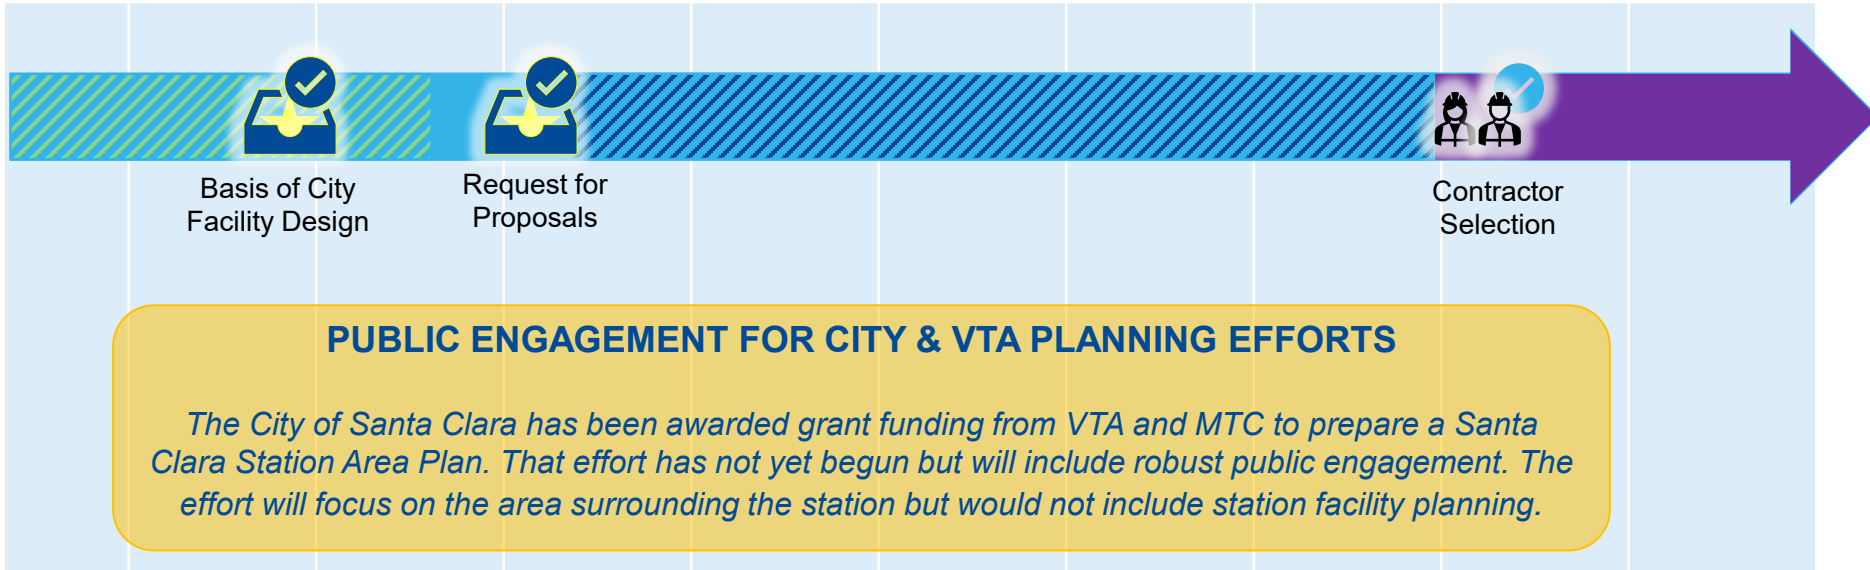 Basis of City
Facility Design
Request for
Proposals
Contractor
Selection
PUBLIC ENGAGEMENT FOR CITY & VTA PLANNING EFFORTS
The City of Santa Clara has been awarded grant funding from VTA and MTC to prepare a Santa
Clara Station Area Plan. That effort has not yet begun but will include robust public engagement. The
effort will focus on the area surrounding the station but would not include station facility planning.